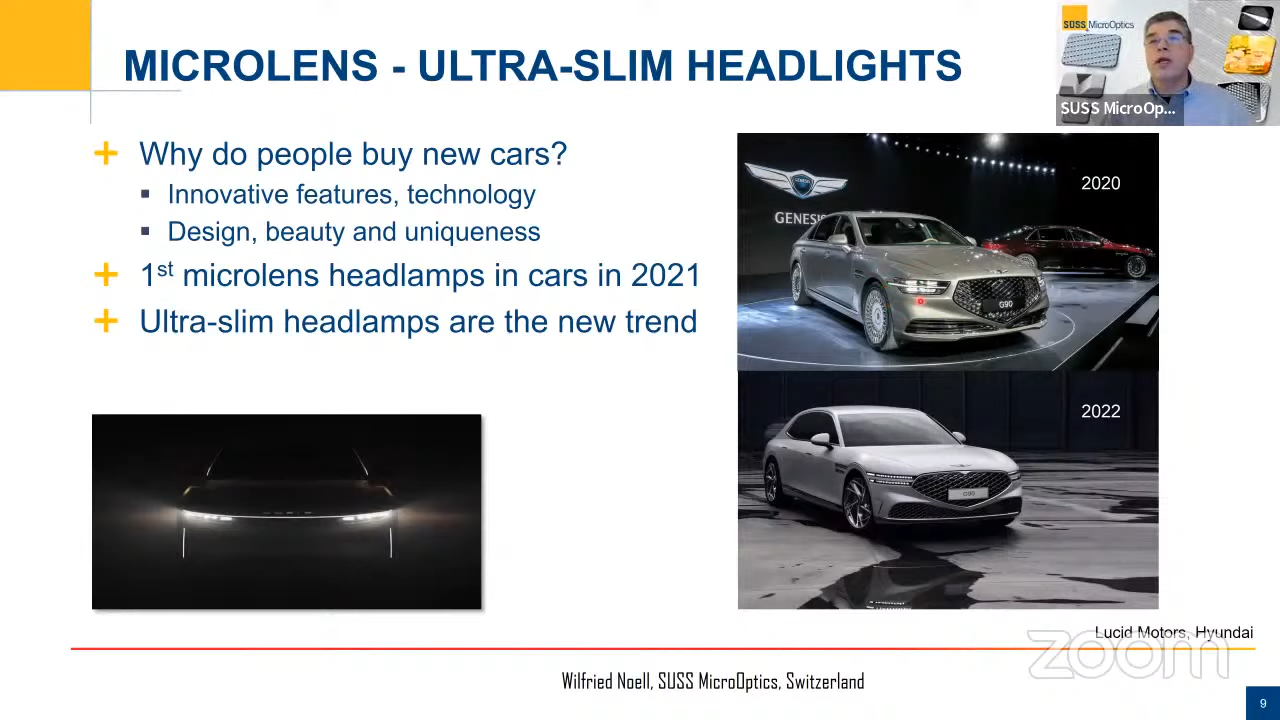 MICROLENS - ULTRA-SLIM HEADLIGHTS
SUSS MicroOptics
SUSS MicroOp...
Why do people buy new cars?
Innovative features, technology
Design, beauty and uniqueness
1st microlens headlamps in cars in 2021
Ultra-slim headlamps are the new trend
2020
GENESIS
G90
2022
G90
Lucid Motors, Hyundai
zoom
Wilfried Noell, SUSS MicroOptics, Switzerland
9